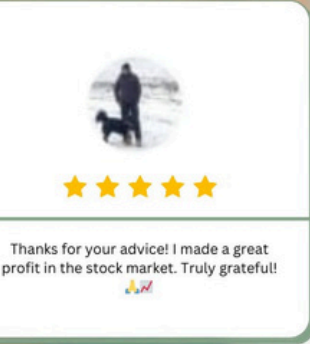 Thanks for your advice! I made a great
profit in the stock market. Truly grateful!
🙏📈